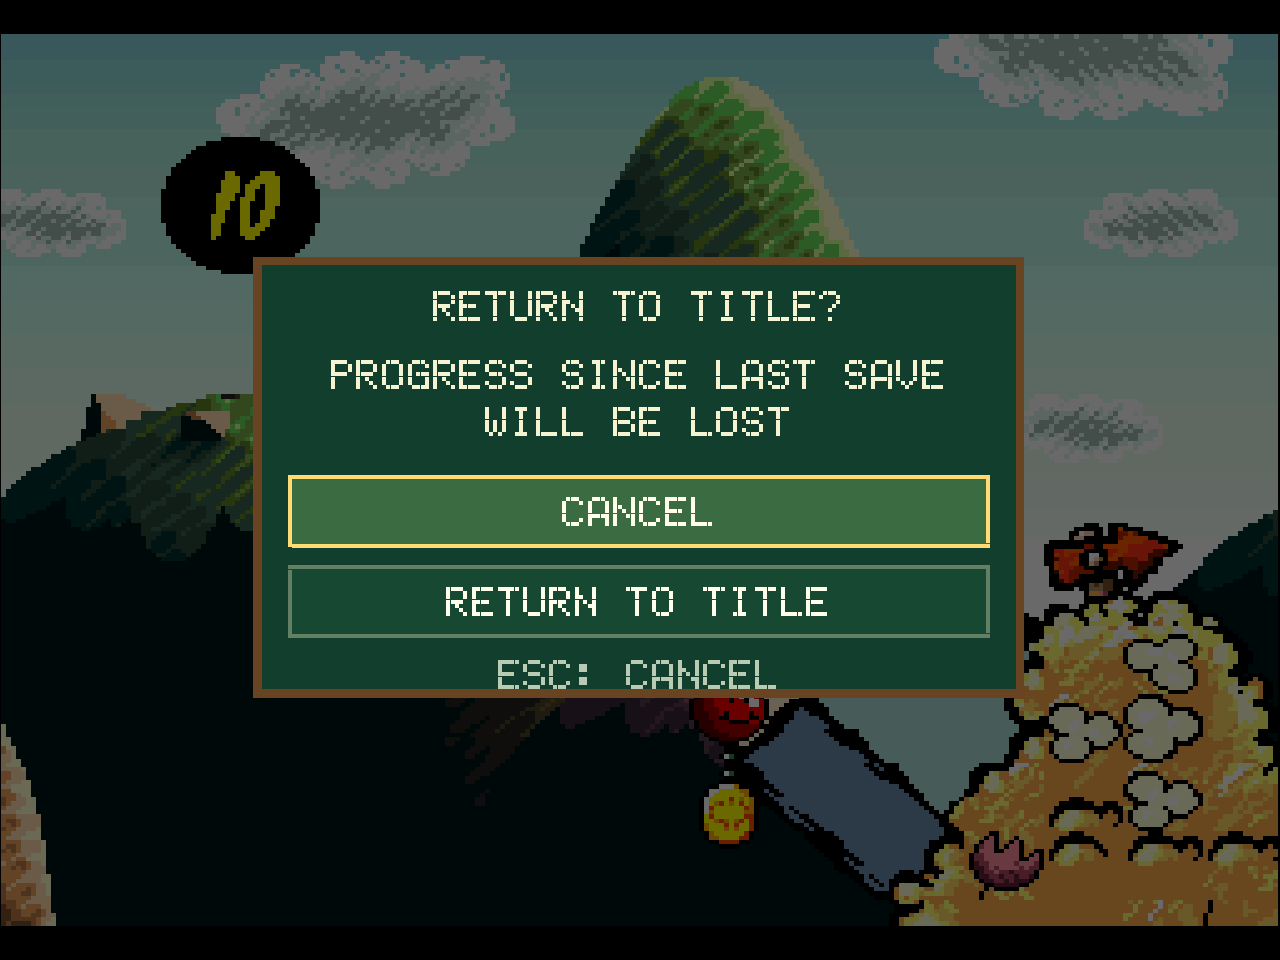 10
RETURN TO TITLE?
PROGRESS SINCE LAST SAVE
WILL BE LOST
CANCEL
RETURN TO TITLE
ESC: CANCEL